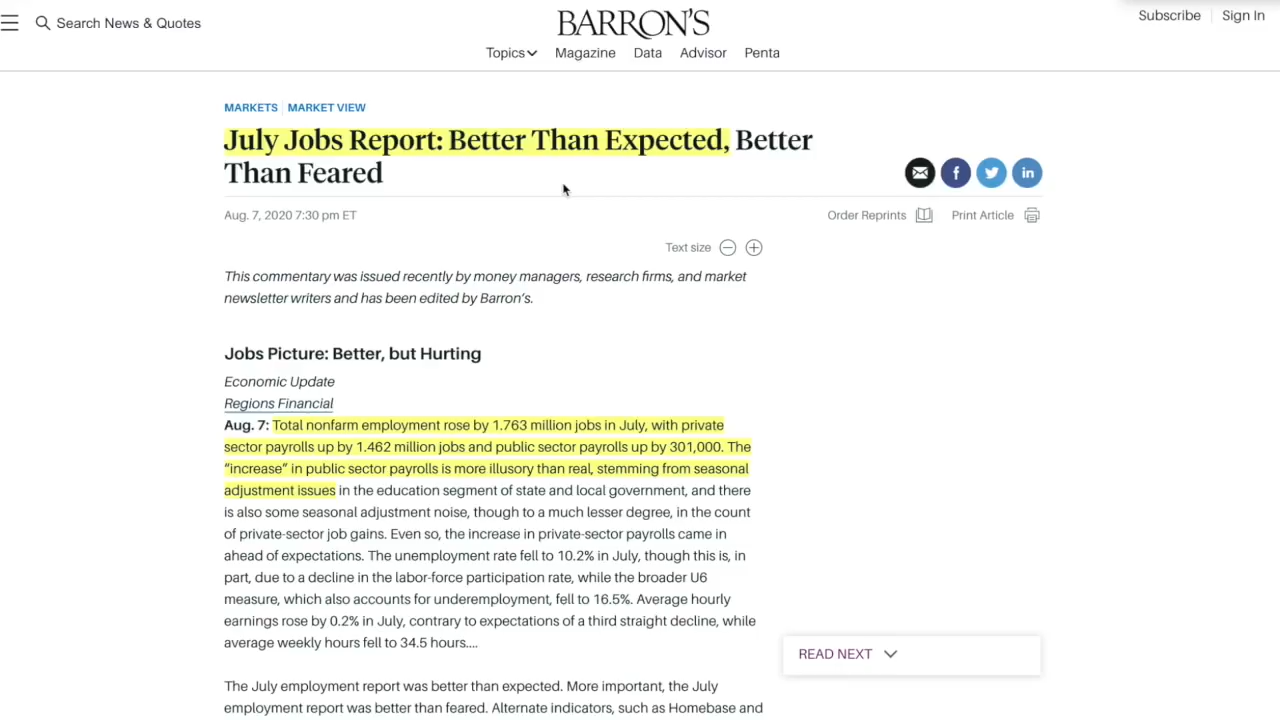 Search News & Quotes
BARRON'S
Subscribe
Sign In
Topics
Magazine
Data
Advisor
Penta
MARKETS
MARKET VIEW
July Jobs Report: Better Than Expected, Better
Than Feared
Aug. 7, 2020 7:30 pm ET
Order Reprints
Print Article
Text size
This commentary was issued recently by money managers, research firms, and market
newsletter writers and has been edited by Barron's.
Jobs Picture: Better, but Hurting
Economic Update
Regions Financial
Aug. 7: Total nonfarm employment rose by 1.763 million jobs in July, with private
sector payrolls up by 1.462 million jobs and public sector payrolls up by 301,000. The
“increase” in public sector payrolls is more illusory than real, stemming from seasonal
adjustment issues in the education segment of state and local government, and there
is also some seasonal adjustment noise, though to a much lesser degree, in the count
of private-sector job gains. Even so, the increase in private-sector payrolls came in
ahead of expectations. The unemployment rate fell to 10.2% in July, though this is, in
part, due to a decline in the labor-force participation rate, while the broader U6
measure, which also accounts for underemployment, fell to 16.5%. Average hourly
earnings rose by 0.2% in July, contrary to expectations of a third straight decline, while
average weekly hours fell to 34.5 hours....
READ NEXT
The July employment report was better than expected. More important, the July
employment report was better than feared. Alternate indicators, such as Homebase and